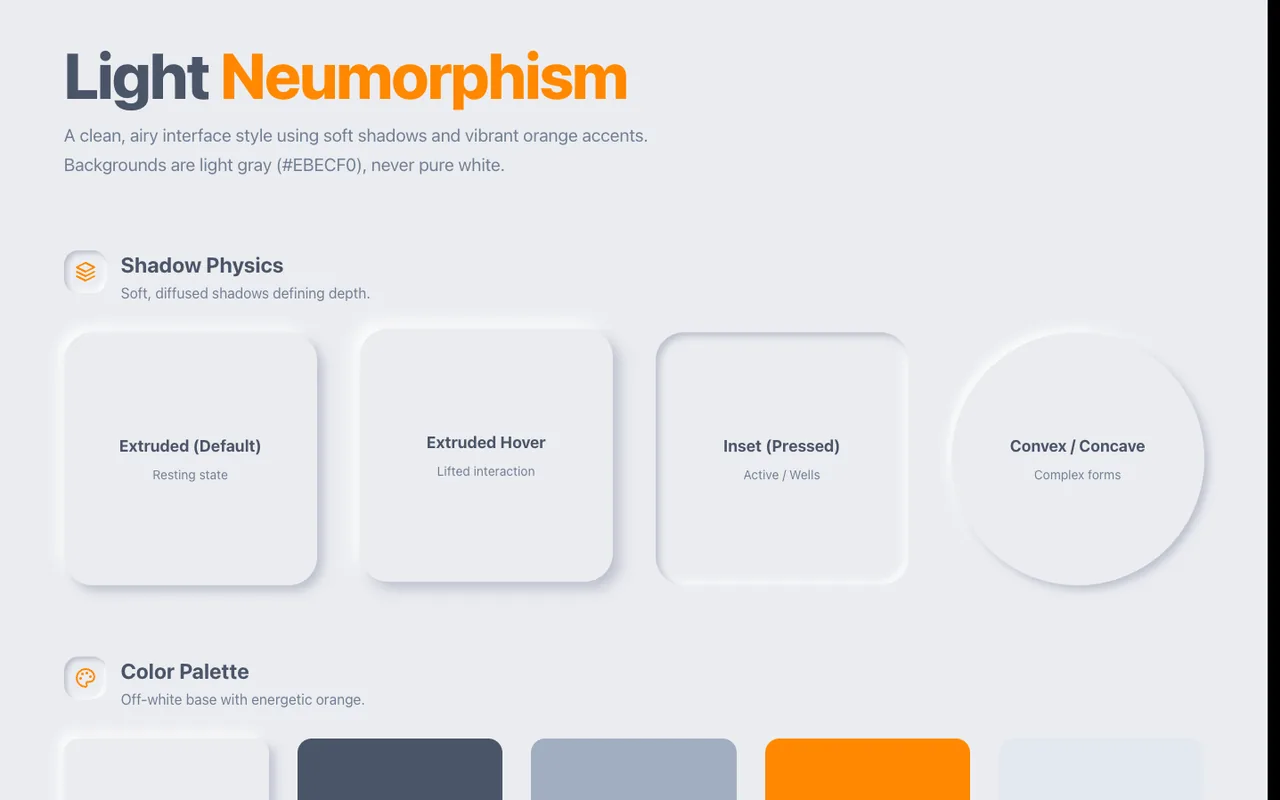 Light Neumorphism
A clean, airy interface style using soft shadows and vibrant orange accents.
Backgrounds are light gray (#EBECF0), never pure white.
Shadow Physics
Soft, diffused shadows defining depth.
Extruded (Default)
Resting state
Extruded Hover
Lifted interaction
Inset (Pressed)
Active / Wells
Convex / Concave
Complex forms
Color Palette
Off-white base with energetic orange.